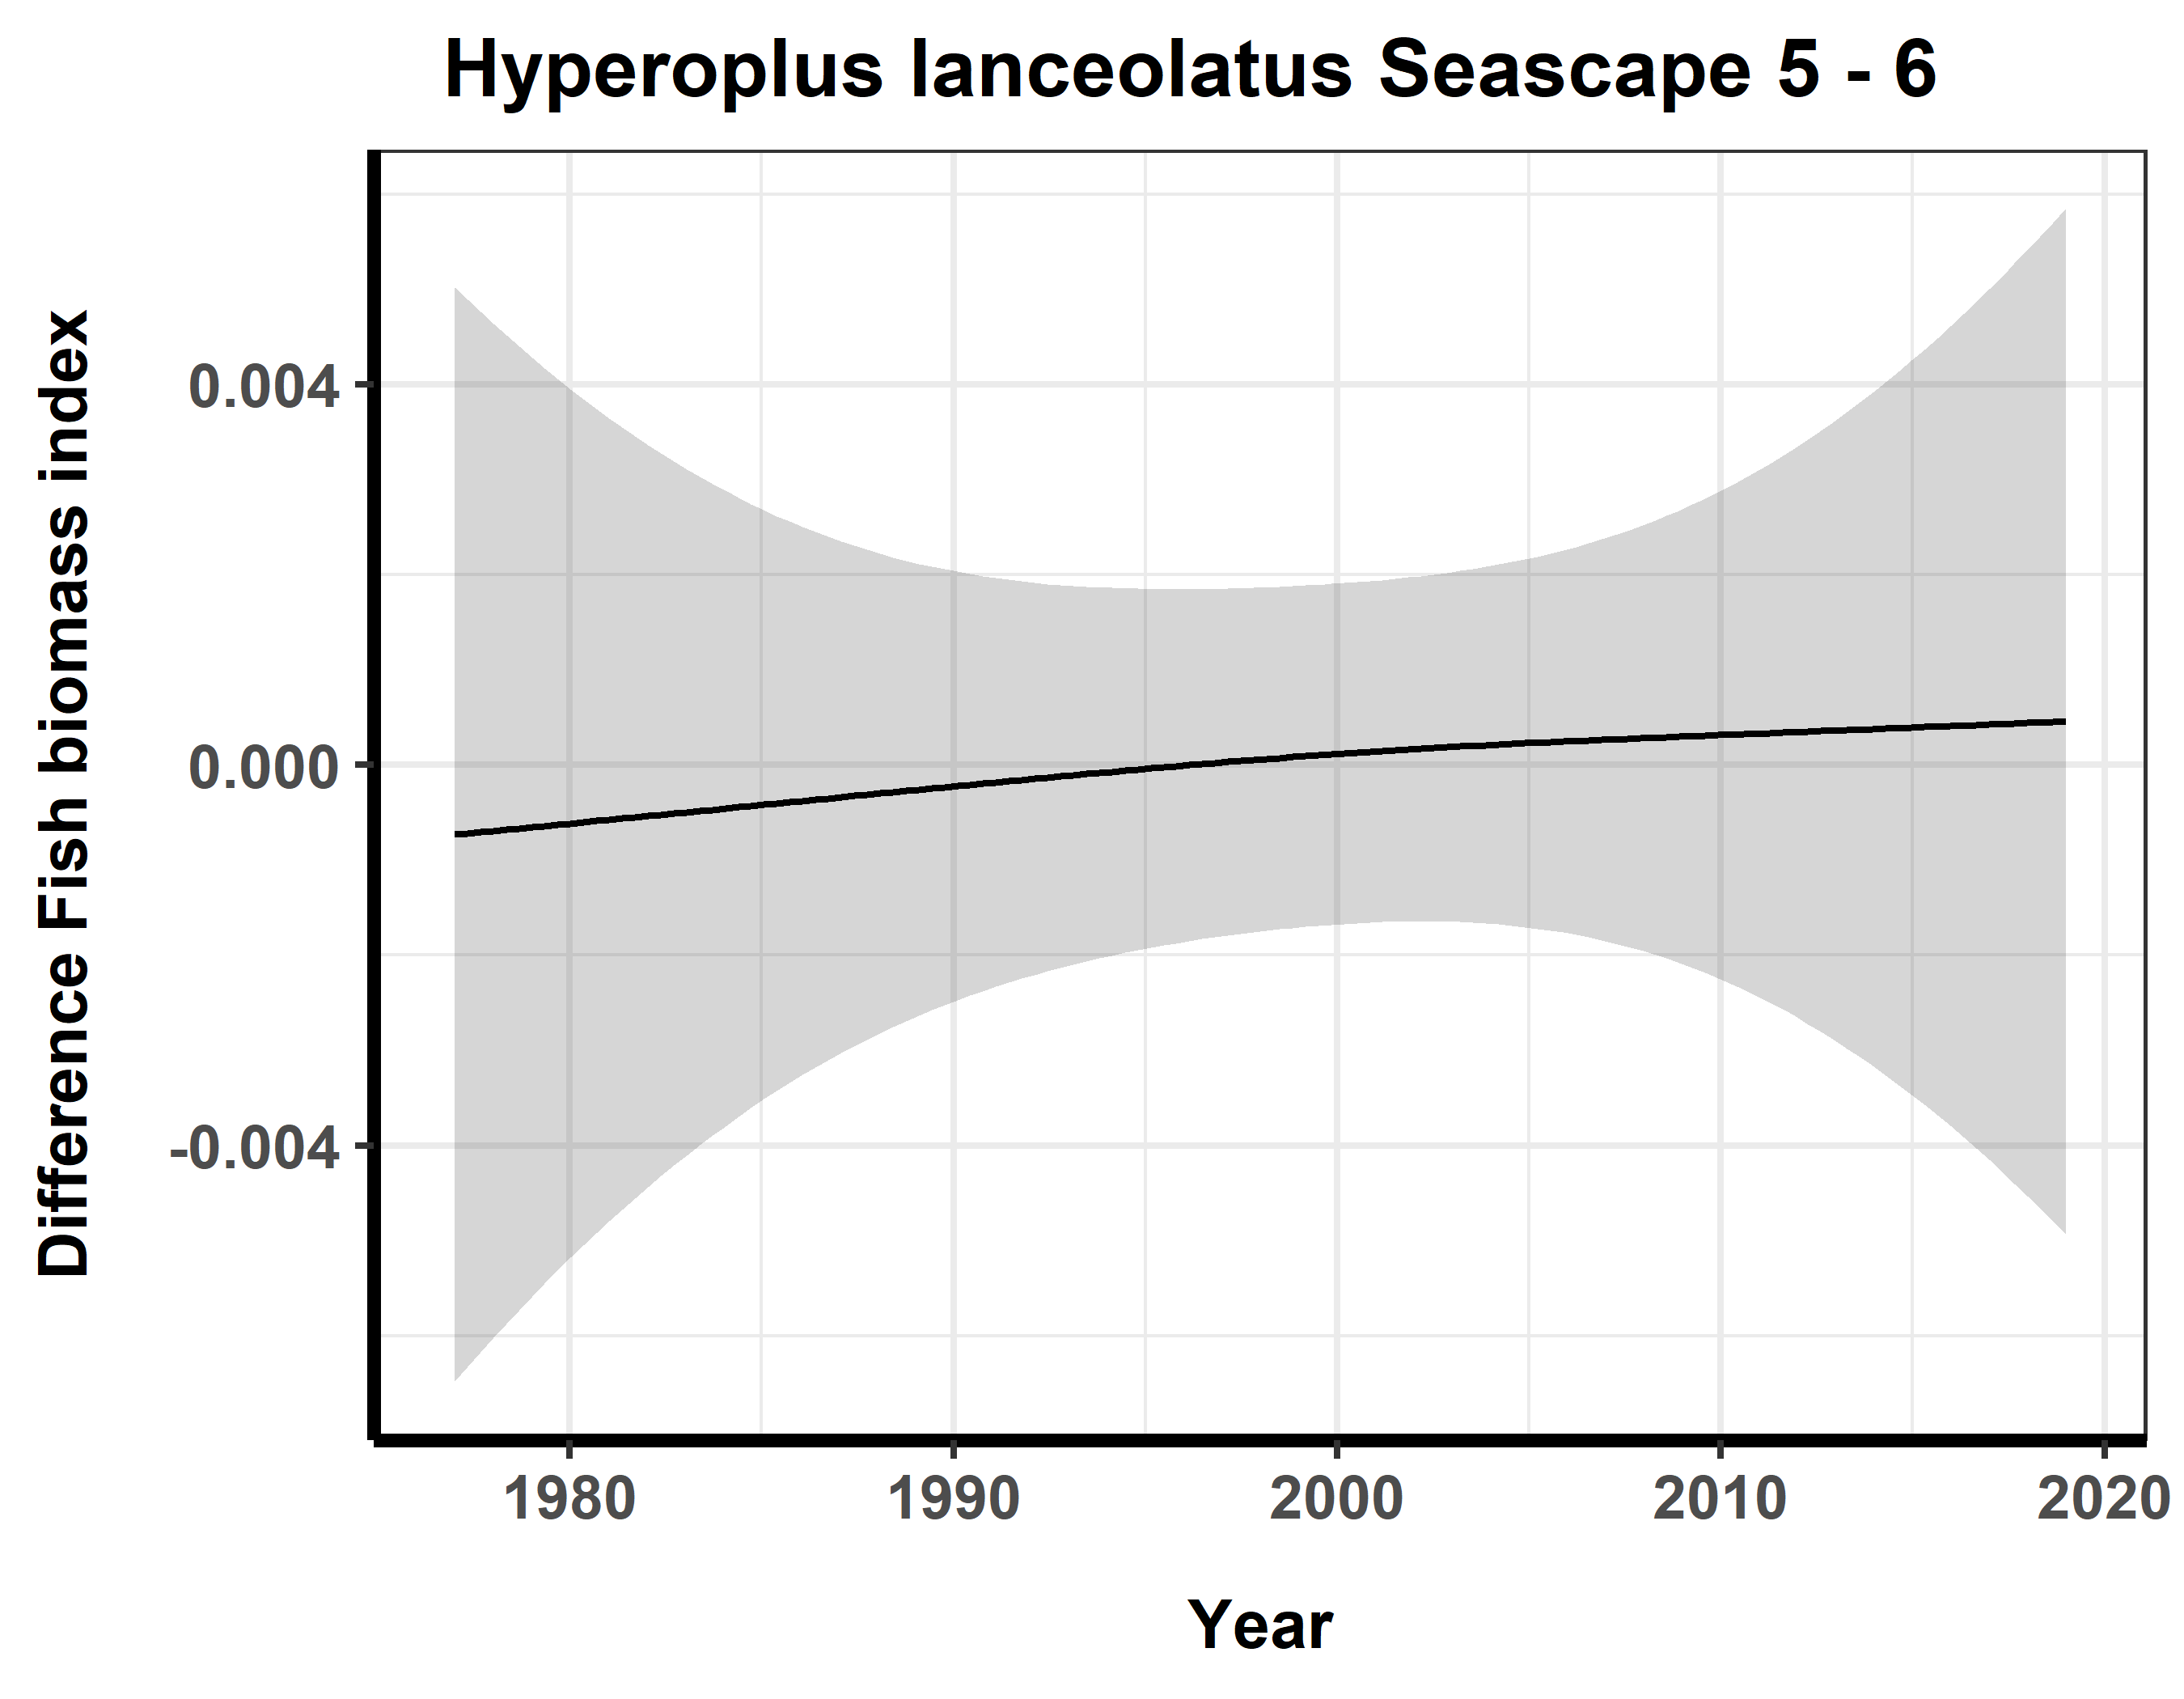 Hyperoplus lanceolatus Seascape 5 - 6
Difference Fish biomass index
0.004
0.000
-0.004
1980
1990
2000
2010
2020
Year